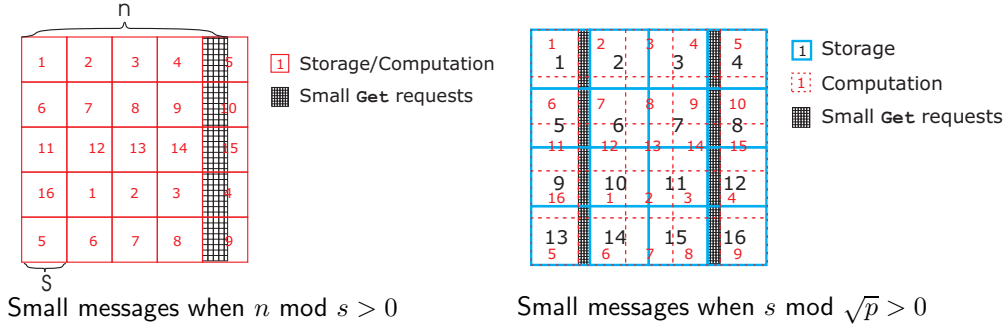 n
1 2 3 4 5
6 7 8 9 10
11 12 13 14 15
16 1 2 3 4
5 6 7 8 9
S
1 Storage/Computation
Small Get requests
Small messages when n mod s > 0
1 2 3 4 5
1 2 3 4
6 7 8 9 10
5 6 7 8
11 12 13 14 15
9 10 11 12
16 1 2 3 4
13 14 15 16
5 6 7 8 9
1 Storage
1 Computation
Small Get requests
Small messages when s mod √p > 0